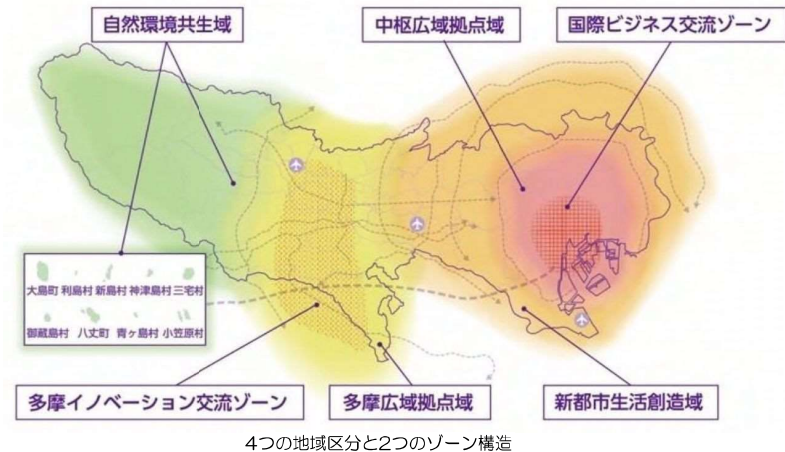 自然環境共生域
中枢広域拠点域
国際ビジネス交流ゾーン
大島町 利島村 新島村 神津島村 三宅村
御蔵島村 八丈町 青ヶ島村 小笠原村
多摩イノベーション交流ゾーン
多摩広域拠点域
新都市生活創造域
4つの地域区分と2つのゾーン構造